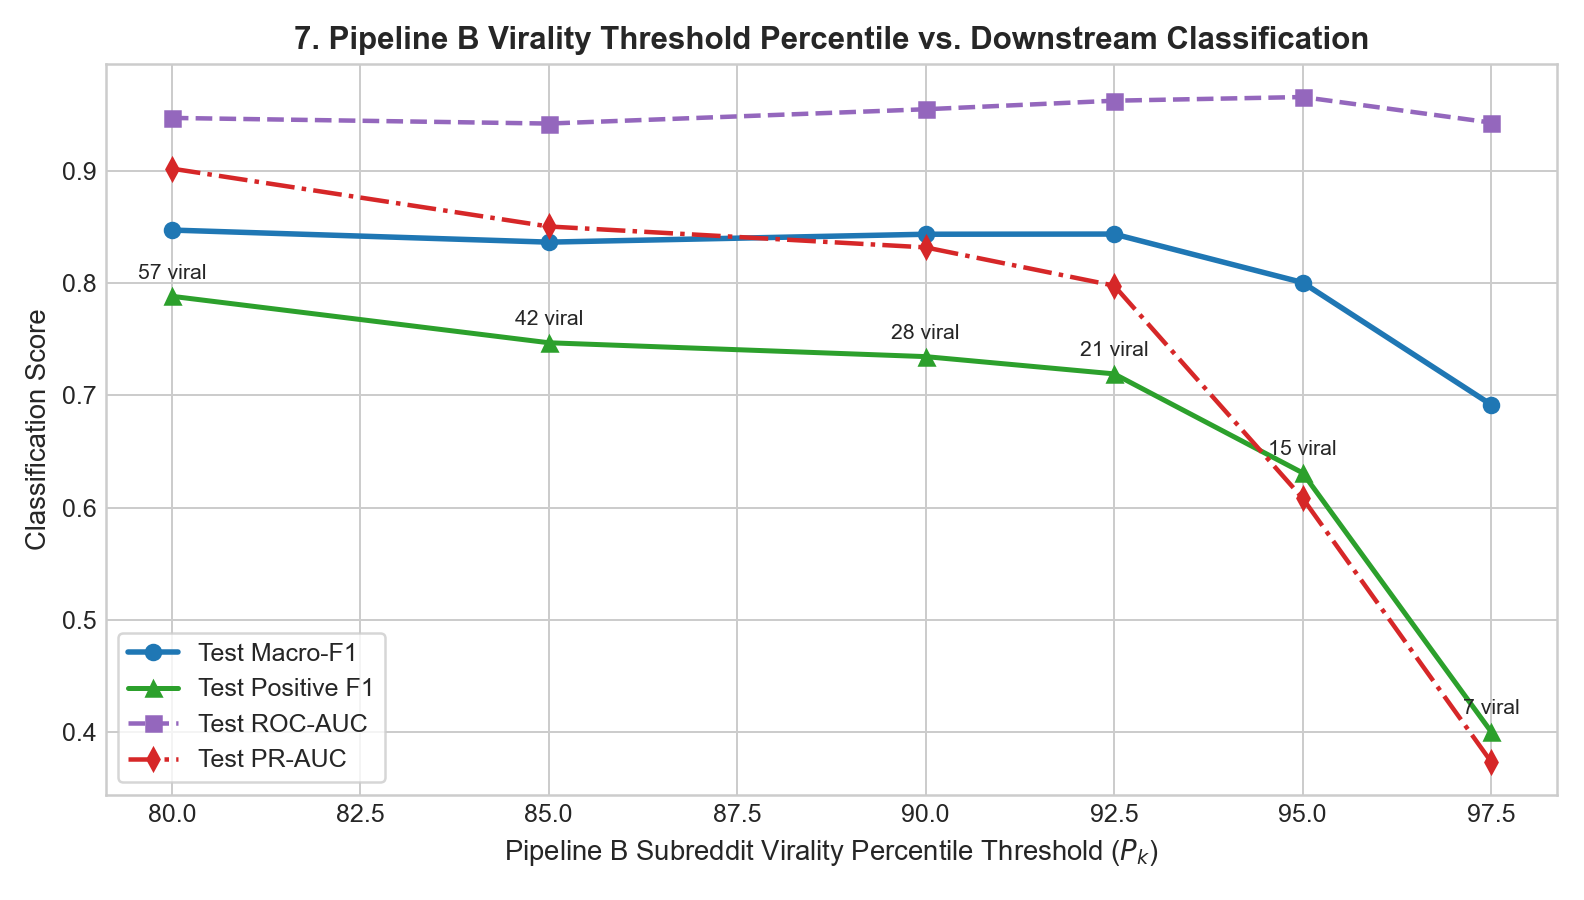 7. Pipeline B Virality Threshold Percentile vs. Downstream Classification
Classification Score
0.9
0.8
0.7
0.6
0.5
0.4
57 viral
42 viral
28 viral
21 viral
15 viral
7 viral
Test Macro-F1
Test Positive F1
Test ROC-AUC
Test PR-AUC
80.0 82.5 85.0 87.5 90.0 92.5 95.0 97.5
Pipeline B Subreddit Virality Percentile Threshold (Pₖ)